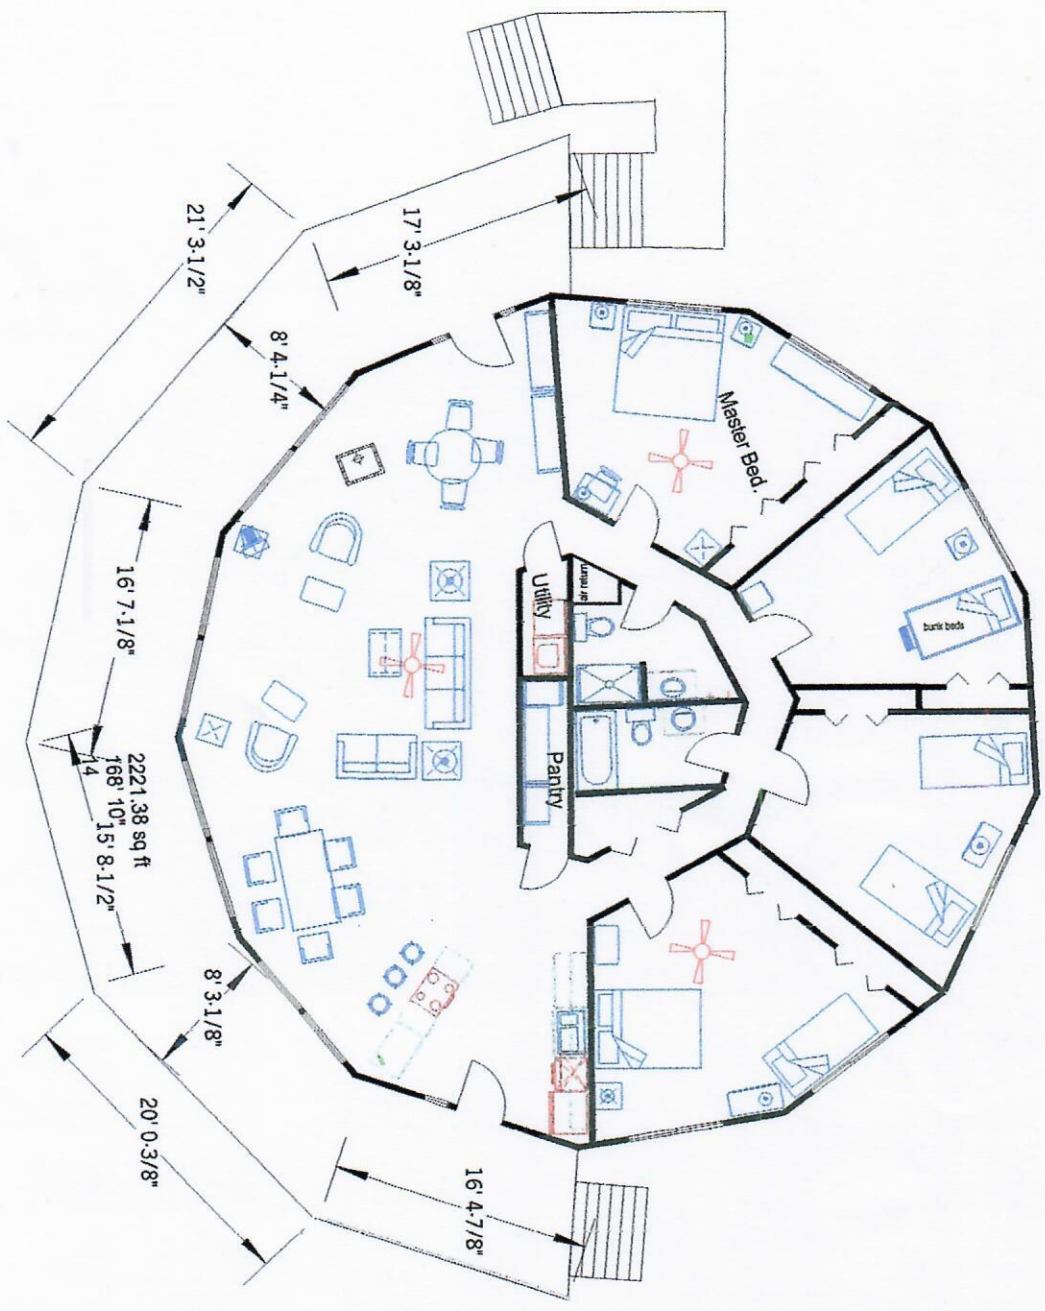 17' 3-1/8"
21' 3-1/2"
8' 4-1/4"
Master Bed.
bunk beds
air return
Utility
Pantry
16' 7-1/8"
2221.38 sq ft
168' 10"
14
15' 8-1/2"
8' 3-1/8"
20' 0-3/8"
16' 4-7/8"